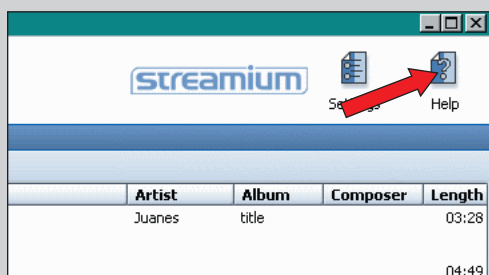 streamium
Help
Artist Album Composer Length
Juanes title 03:28
04:49